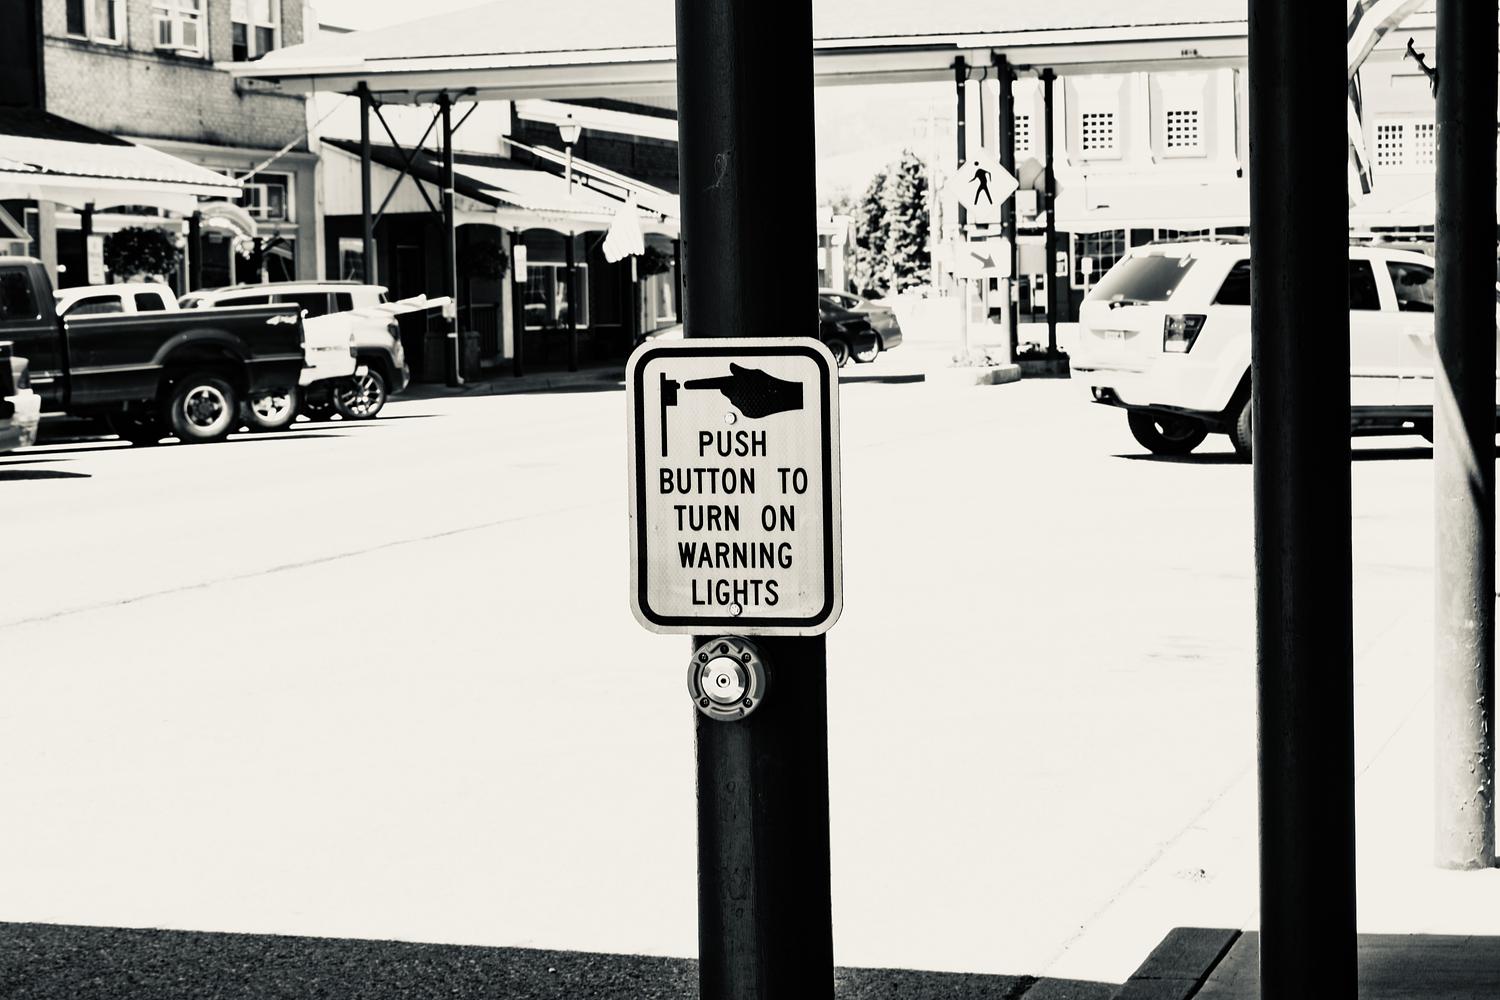 PUSH
BUTTON TO
TURN ON
WARNING
LIGHTS